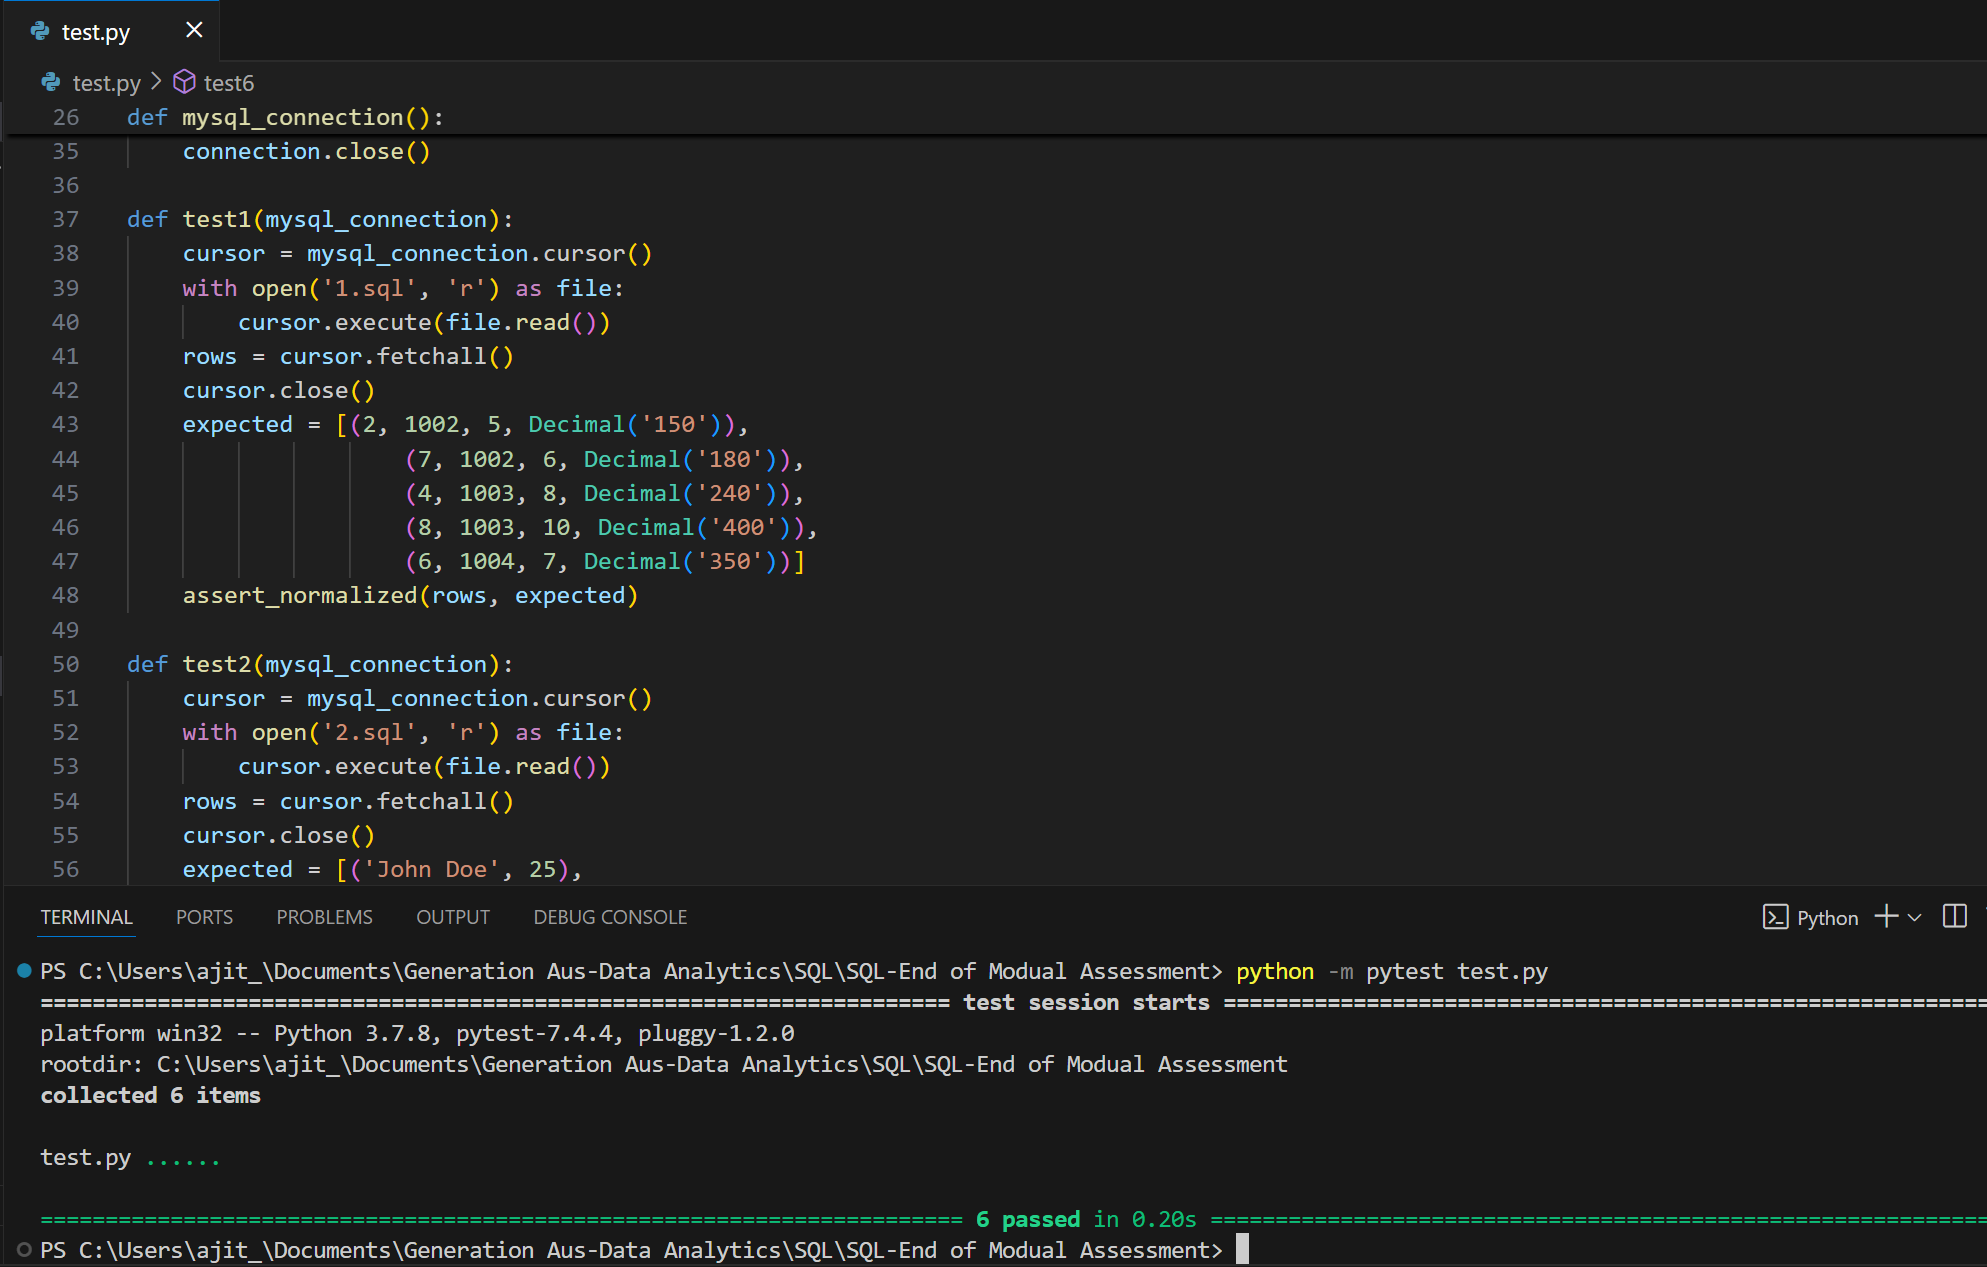 test.py
test.py > test6
26 def mysql_connection():
35 connection.close()
36
37 def test1(mysql_connection):
38 cursor = mysql_connection.cursor()
39 with open('1.sql', 'r') as file:
40 cursor.execute(file.read())
41 rows = cursor.fetchall()
42 cursor.close()
43 expected = [(2, 1002, 5, Decimal('150')),
44 (7, 1002, 6, Decimal('180')),
45 (4, 1003, 8, Decimal('240')),
46 (8, 1003, 10, Decimal('400')),
47 (6, 1004, 7, Decimal('350'))]
48 assert_normalized(rows, expected)
49
50 def test2(mysql_connection):
51 cursor = mysql_connection.cursor()
52 with open('2.sql', 'r') as file:
53 cursor.execute(file.read())
54 rows = cursor.fetchall()
55 cursor.close()
56 expected = [('John Doe', 25),
TERMINAL PORTS PROBLEMS OUTPUT DEBUG CONSOLE Python
PS C:\Users\ajit_\Documents\Generation Aus-Data Analytics\SQL\SQL-End of Modual Assessment> python -m pytest test.py
====================================================================== test session starts ===========================================================
platform win32 -- Python 3.7.8, pytest-7.4.4, pluggy-1.2.0
rootdir: C:\Users\ajit_\Documents\Generation Aus-Data Analytics\SQL\SQL-End of Modual Assessment
collected 6 items
test.py ......
======================================================================= 6 passed in 0.20s ============================================================
PS C:\Users\ajit_\Documents\Generation Aus-Data Analytics\SQL\SQL-End of Modual Assessment>